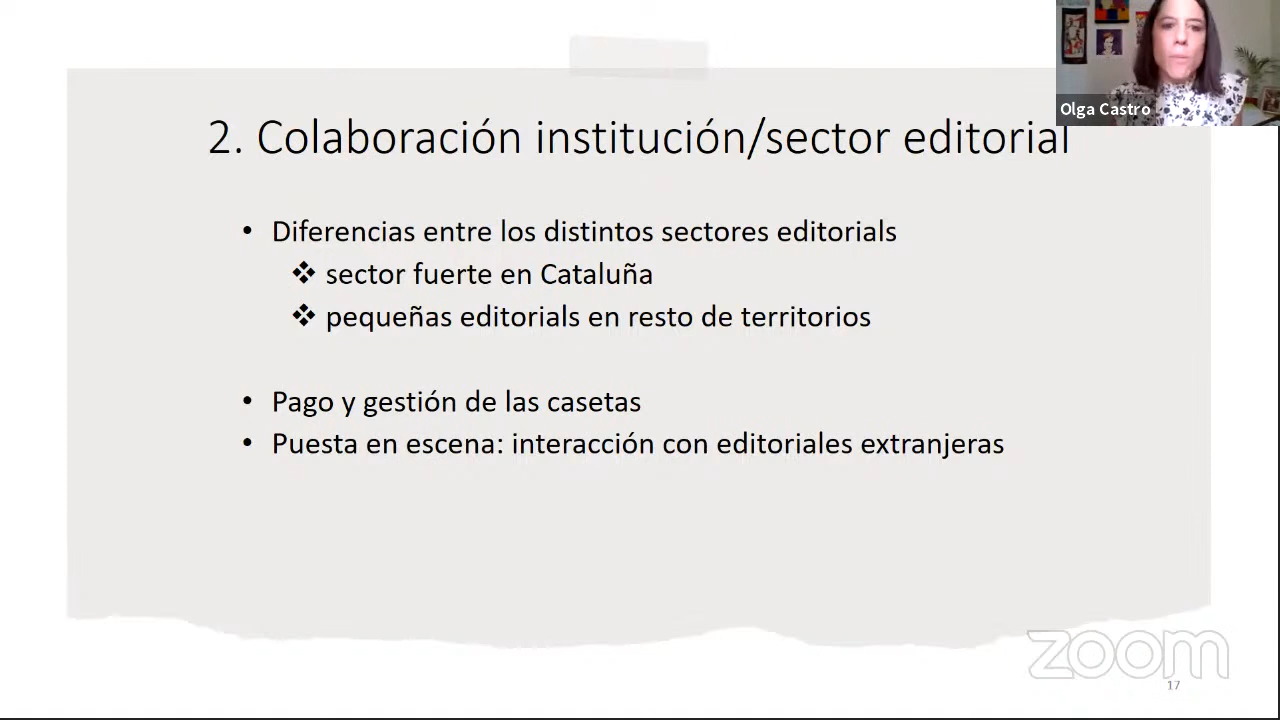 Olga Castro
2. Colaboración institución/sector editorial
• Diferencias entre los distintos sectores editorials
❖ sector fuerte en Cataluña
❖ pequeñas editorials en resto de territorios
• Pago y gestión de las casetas
• Puesta en escena: interacción con editoriales extranjeras
zoom
17